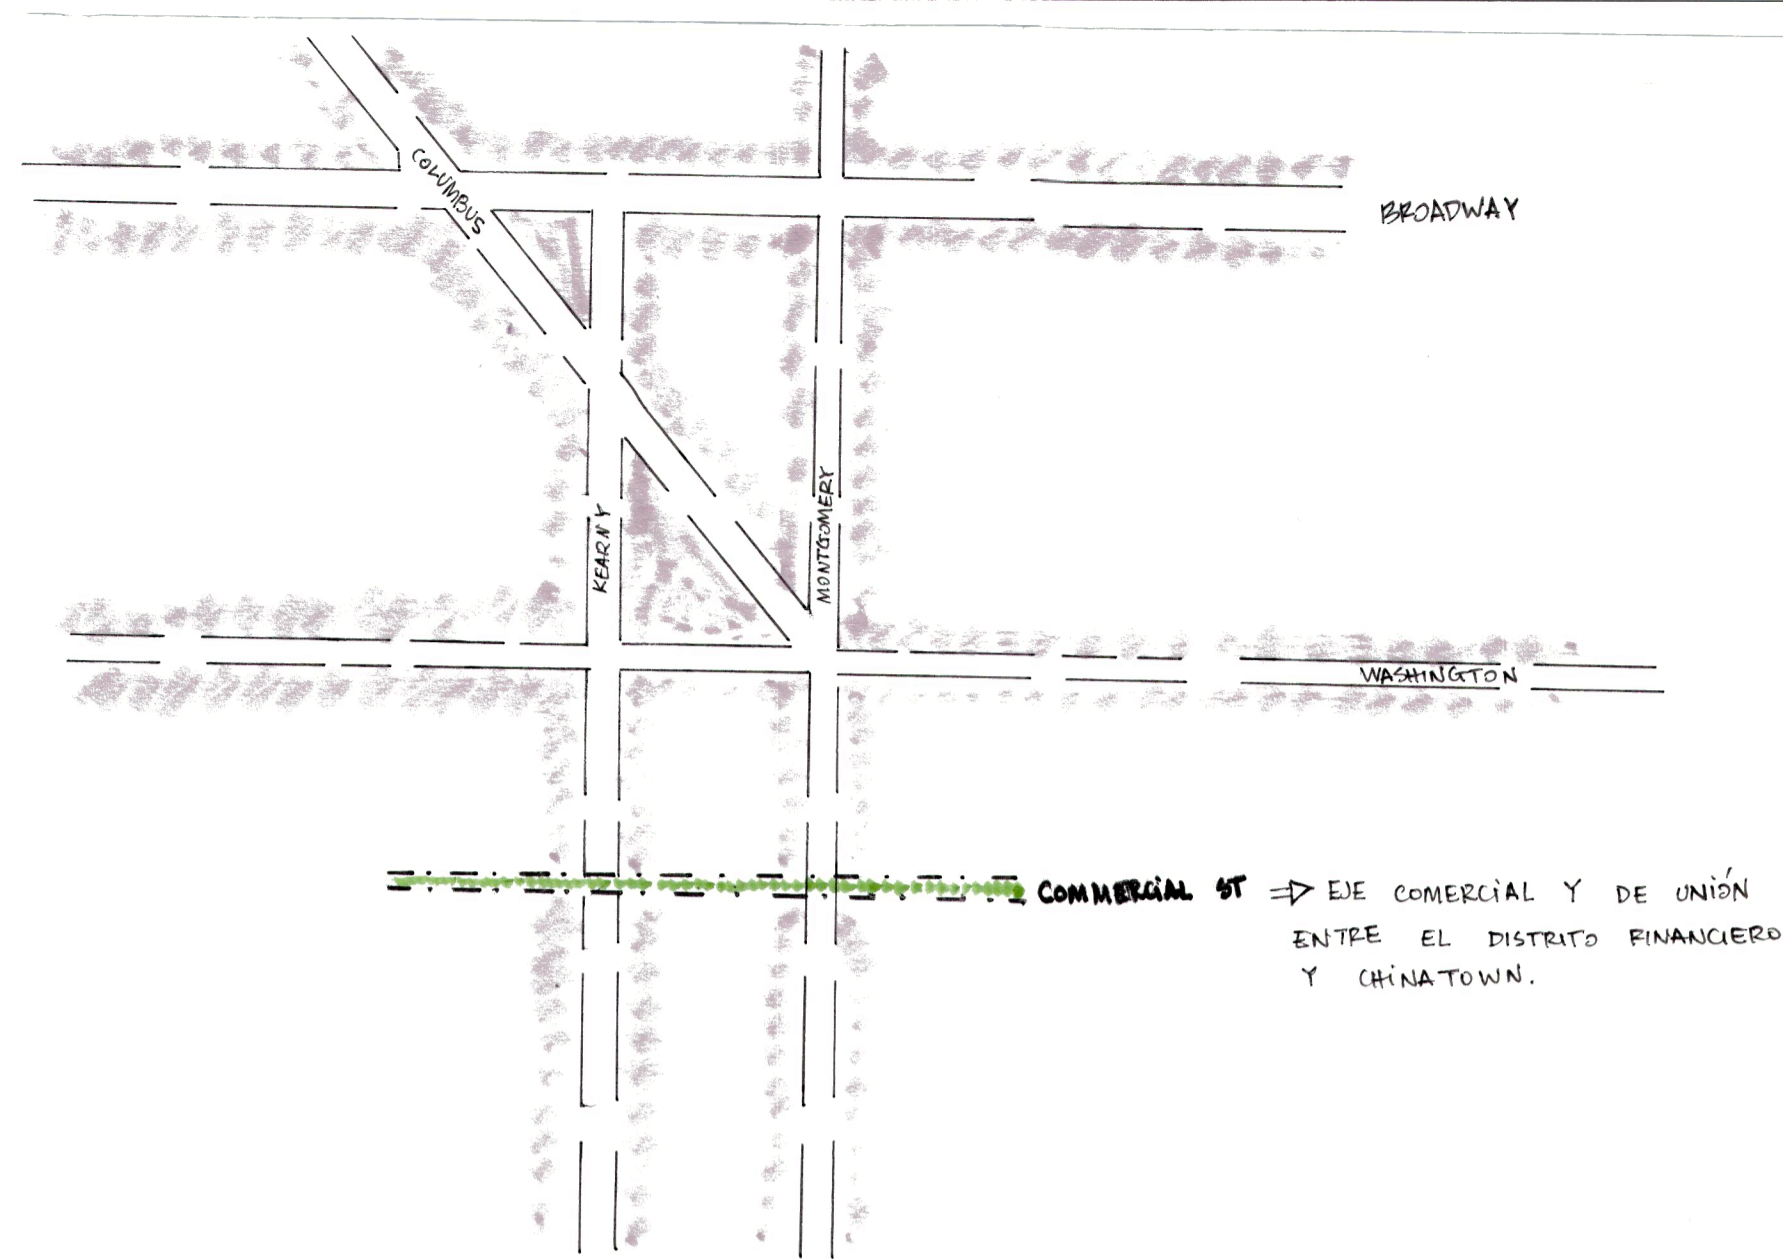 COLUMBUS
BROADWAY
KEARNY
MONTGOMERY
WASHINGTON
COMMERCIAL ST ⇒ EJE COMERCIAL Y DE UNIÓN
ENTRE EL DISTRITO FINANCIERO
Y CHINATOWN.